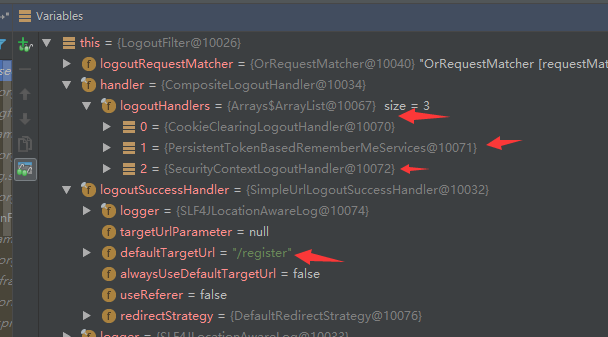 Variables
this = {LogoutFilter@10026}
logoutRequestMatcher = {OrRequestMatcher@10040} "OrRequestMatcher [requestMat
handler = {CompositeLogoutHandler@10034}
logoutHandlers = {Arrays$ArrayList@10067} size = 3
0 = {CookieClearingLogoutHandler@10070}
1 = {PersistentTokenBasedRememberMeServices@10071}
2 = {SecurityContextLogoutHandler@10072}
logoutSuccessHandler = {SimpleUrlLogoutSuccessHandler@10032}
logger = {SLF4JLocationAwareLog@10074}
targetUrlParameter = null
defaultTargetUrl = "/register"
alwaysUseDefaultTargetUrl = false
useReferer = false
redirectStrategy = {DefaultRedirectStrategy@10076}
logger = {SLF4JLocationAwareLog@10033}